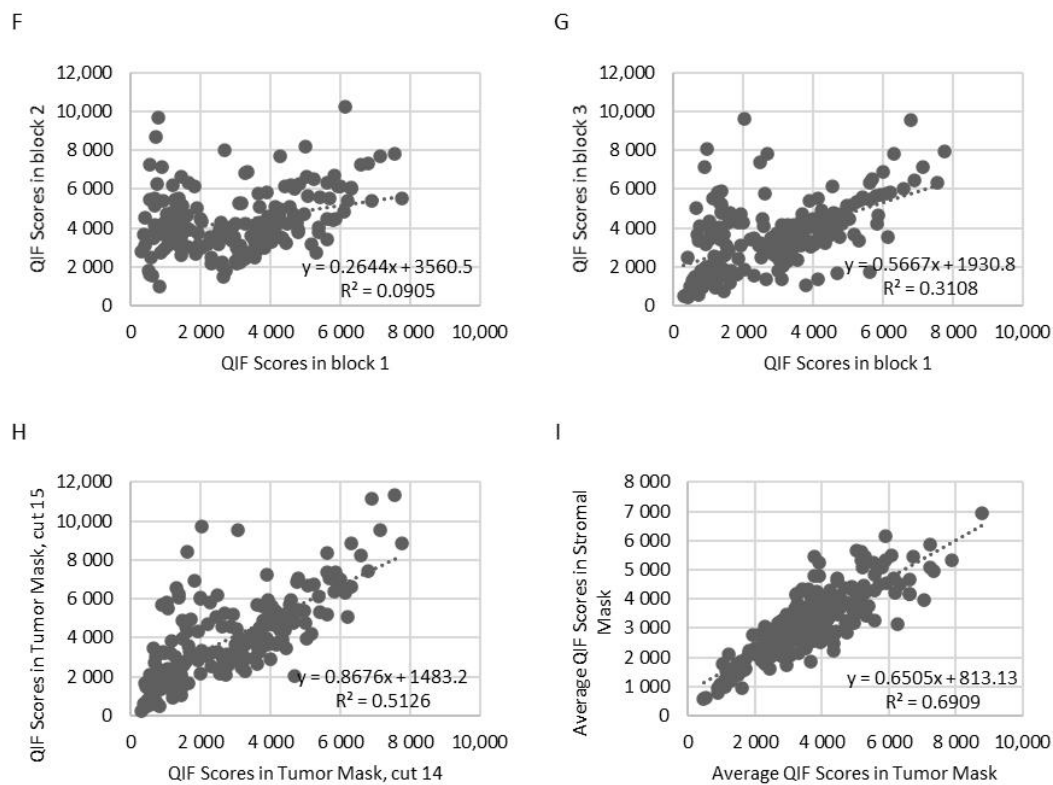 F
12,000
10,000
8 000
6 000
4 000
2 000
0
QIF Scores in block 2
y = 0.2644x + 3560.5
R² = 0.0905
0 2 000 4 000 6 000 8 000 10,000
QIF Scores in block 1
G
12,000
10,000
8 000
6 000
4 000
2 000
0
QIF Scores in block 3
y = 0.5667x + 1930.8
R² = 0.3108
0 2 000 4 000 6 000 8 000 10,000
QIF Scores in block 1
H
12,000
10,000
8 000
6 000
4 000
2 000
0
QIF Scores in Tumor Mask, cut 15
y = 0.8676x + 1483.2
R² = 0.5126
0 2 000 4 000 6 000 8 000 10,000
QIF Scores in Tumor Mask, cut 14
I
8 000
7 000
6 000
5 000
4 000
3 000
2 000
1 000
0
Average QIF Scores in Stromal
Mask
y = 0.6505x + 813.13
R² = 0.6909
0 2 000 4 000 6 000 8 000 10,000
Average QIF Scores in Tumor Mask